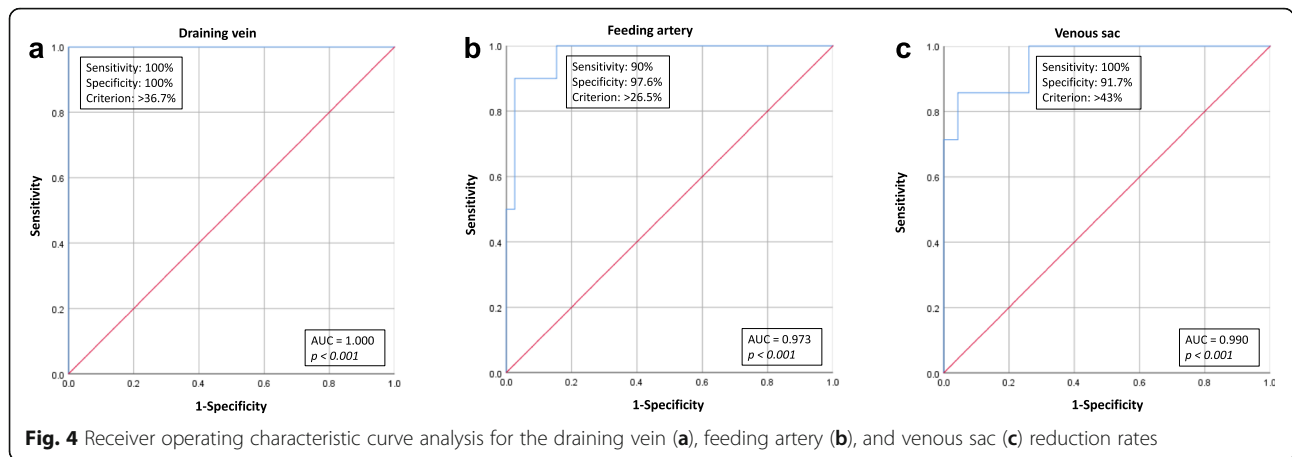 a
Draining vein
Sensitivity: 100%
Specificity: 100%
Criterion: >36.7%
AUC = 1.000
p < 0.001
Sensitivity
1.0
0.8
0.6
0.4
0.2
0.0
0.0 0.2 0.4 0.6 0.8 1.0
1-Specificity
b
Feeding artery
Sensitivity: 90%
Specificity: 97.6%
Criterion: >26.5%
AUC = 0.973
p < 0.001
Sensitivity
1.0
0.8
0.6
0.4
0.2
0.0
0.0 0.2 0.4 0.6 0.8 1.0
1-Specificity
c
Venous sac
Sensitivity: 100%
Specificity: 91.7%
Criterion: >43%
AUC = 0.990
p < 0.001
Sensitivity
1.0
0.8
0.6
0.4
0.2
0.0
0.0 0.2 0.4 0.6 0.8 1.0
1-Specificity
Fig. 4 Receiver operating characteristic curve analysis for the draining vein (a), feeding artery (b), and venous sac (c) reduction rates